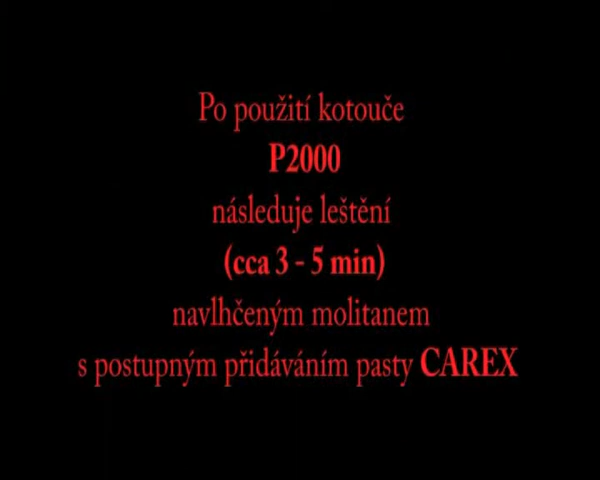 Po použití kotouče
P2000
následuje leštění
(cca 3 - 5 min)
navlhčeným molitanem
s postupným přidáváním pasty CAREX